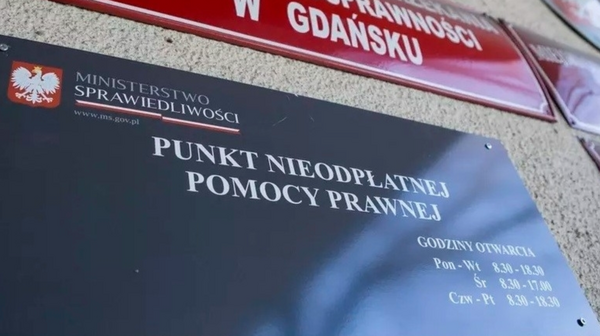 SPRAWNOŚCI
W GDAŃSKU
MINISTERSTWO
SPRAWIEDLIWOŚCI
www.ms.gov.pl
PUNKT NIEODPŁATNEJ
POMOCY PRAWNEJ
GODZINY OTWARCIA
Pon - Wt 8.30 - 18.30
Śr 8.30 - 17.00
Czw - Pt 8.30 - 18.30